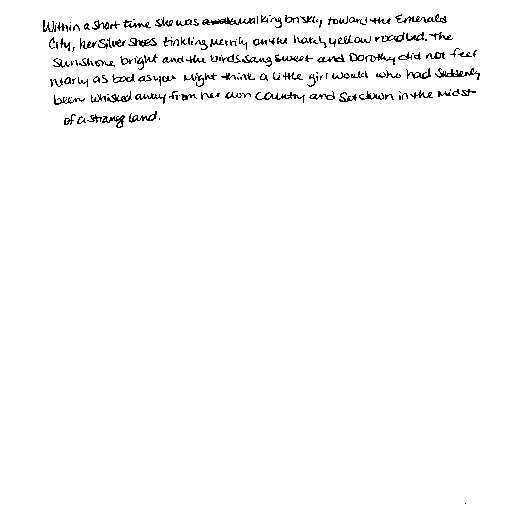 Within a short time she was walking briskly toward the Emerald
City, her Silver Shoes tinkling merrily on the hard, yellow roadbed. The
sun shone bright and the birds sang sweet and Dorothy did not feel
nearly as bad as you might think a little girl would who had suddenly
been whisked away from her own country and set down in the midst
of a strange land.